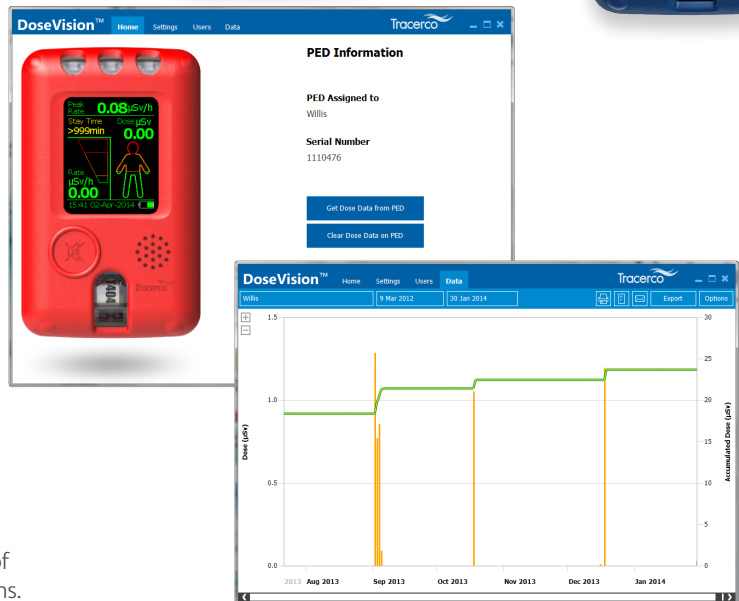 DoseVision™ Home Settings Users Data Tracerco
PED Information
PED Assigned to
Willis
Serial Number
1110476
Get Dose Data from PED
Clear Dose Data on PED
Peak Rate 0.08 µSv/h
Stay Time Dose µSv
>999min 0.00
Rate
µSv/h
0.00
15:41 02-Apr-2014
Tracerco
DoseVision™ Home Settings Users Data Tracerco
Willis 9 Mar 2012 30 Jan 2014 Export Options
1.5 30
25
1.0 20
Dose (µSv) 15 Accumulated Dose (µSv)
0.5 10
5
0.0 0
2013 Aug 2013 Sep 2013 Oct 2013 Nov 2013 Dec 2013 Jan 2014
of
ns.